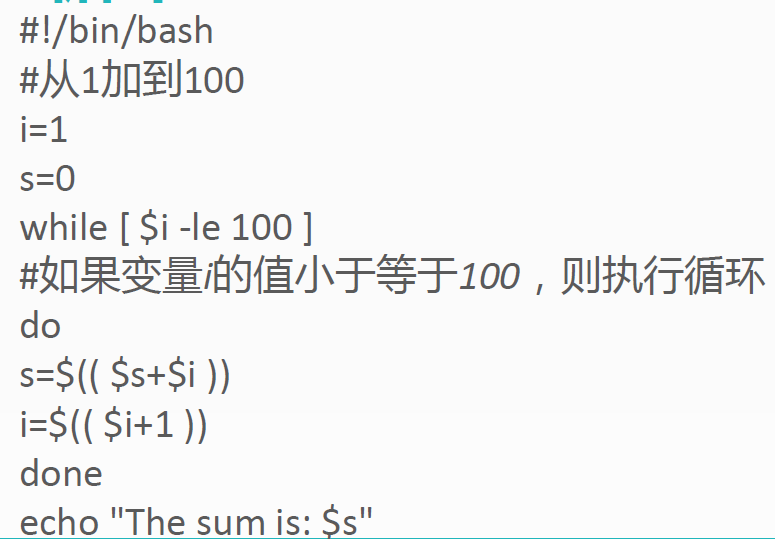 #!/bin/bash
#从1加到100
i=1
s=0
while [ $i -le 100 ]
#如果变量i的值小于等于100，则执行循环
do
s=$(( $s+$i ))
i=$(( $i+1 ))
done
echo "The sum is: $s"